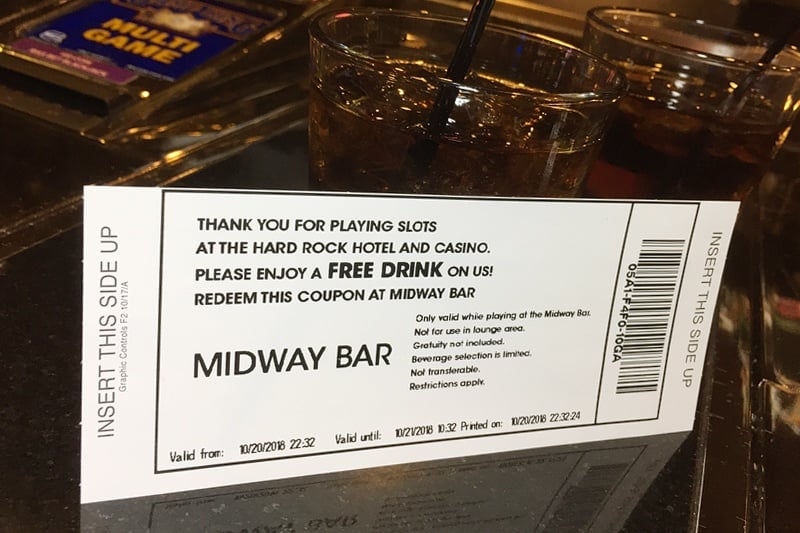 MULTI
GAME
INSERT THIS SIDE UP
Graphic Controls F2 10/17/A
THANK YOU FOR PLAYING SLOTS
AT THE HARD ROCK HOTEL AND CASINO.
PLEASE ENJOY A FREE DRINK ON US!
REDEEM THIS COUPON AT MIDWAY BAR
MIDWAY BAR
Only valid while playing at the Midway Bar.
Not for use in lounge area.
Gratuity not included.
Beverage selection is limited.
Not transferable.
Restrictions apply.
Valid from: 10/20/2018 22:32 Valid until: 10/21/2018 10:32 Printed on: 10/20/2018 22:32:24
05A1-F4F0-10GA
INSERT THIS SIDE UP